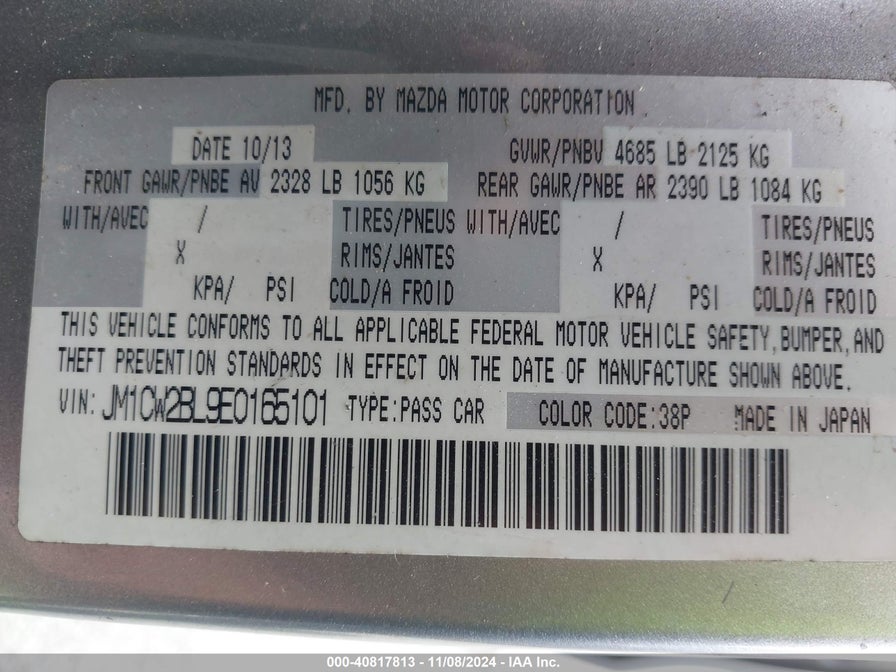 MFD. BY MAZDA MOTOR CORPORATION
DATE 10/13 GVWR/PNBV 4685 LB 2125 KG
FRONT GAWR/PNBE AV 2328 LB 1056 KG REAR GAWR/PNBE AR 2390 LB 1084 KG
WITH/AVEC / TIRES/PNEUS WITH/AVEC / TIRES/PNEUS
X RIMS/JANTES X RIMS/JANTES
KPA/ PSI COLD/A FROID KPA/ PSI COLD/A FROID
THIS VEHICLE CONFORMS TO ALL APPLICABLE FEDERAL MOTOR VEHICLE SAFETY, BUMPER, AND
THEFT PREVENTION STANDARDS IN EFFECT ON THE DATE OF MANUFACTURE SHOWN ABOVE.
VIN: JM1CW2BL9E0165101 TYPE:PASS CAR COLOR CODE:38P MADE IN JAPAN
000-40817813 - 11/08/2024 - IAA Inc.